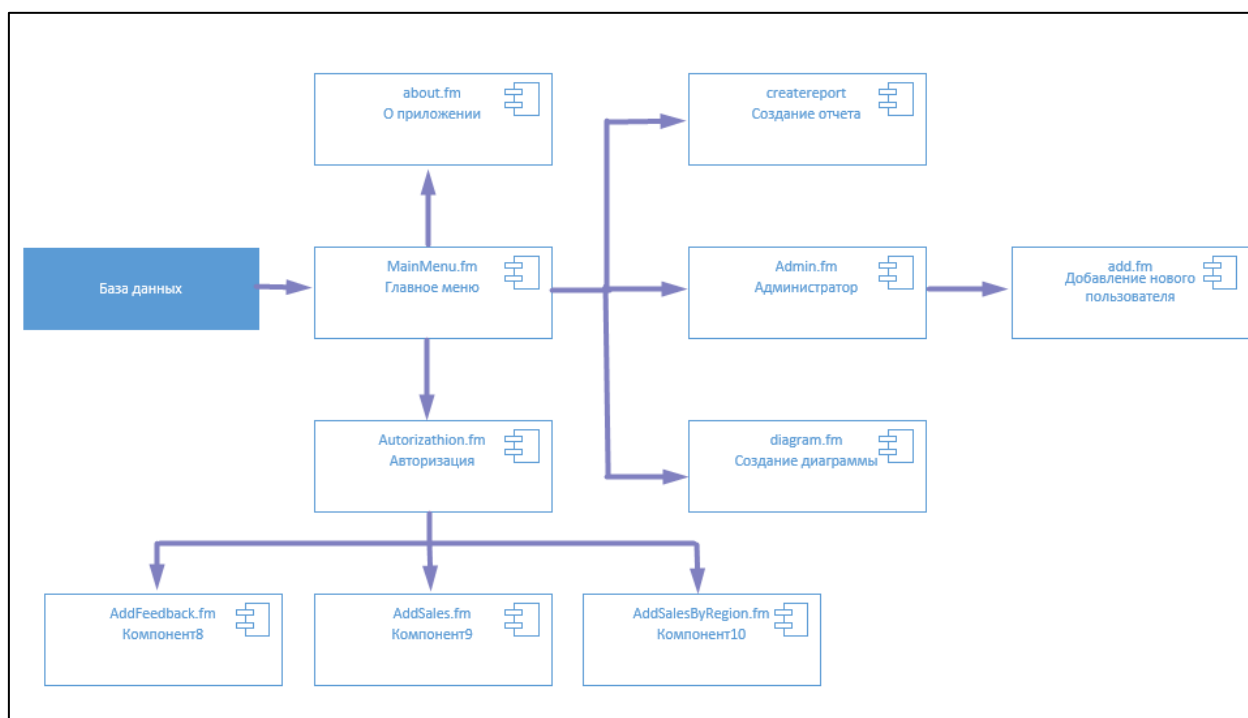 about.fm
О приложении
createreport
Создание отчета
База данных
MainMenu.fm
Главное меню
Admin.fm
Администратор
add.fm
Добавление нового
пользователя
Autorizathion.fm
Авторизация
diagram.fm
Создание диаграммы
AddFeedback.fm
Компонент8
AddSales.fm
Компонент9
AddSalesByRegion.fm
Компонент10